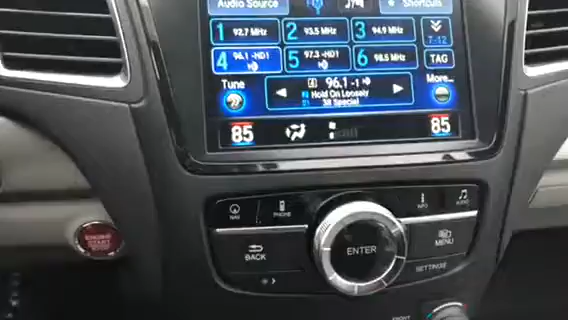 Audio Source
Shortcuts
1 92.7 MHz
2 93.5 MHz
3 94.9 MHz
7-12
4 96.1 -HD1
5 97.3 -HD1
6 98.5 MHz
TAG
Tune
96.1 -1
More...
Hold On Loosely
38 Special
85
85
NAV
PHONE
INFO
AUDIO
ENGINE
START
BACK
ENTER
MENU
SETTINGS
FRONT